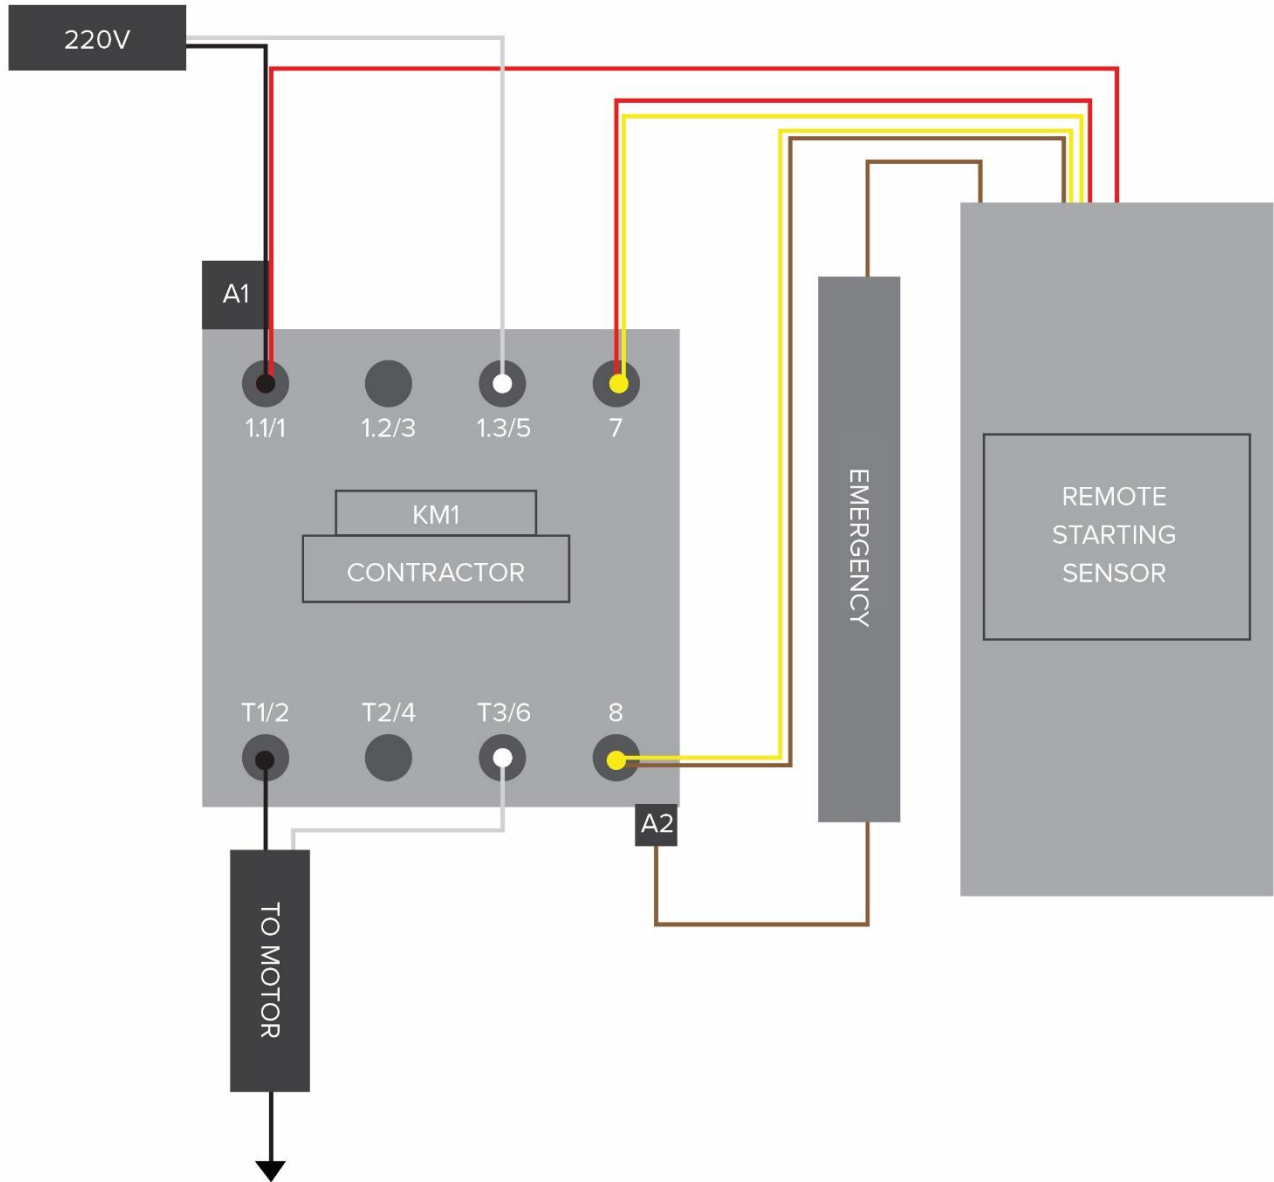 220V
A1
1.1/1
1.2/3
1.3/5
7
KM1
CONTRACTOR
T1/2
T2/4
T3/6
8
A2
EMERGENCY
REMOTE
STARTING
SENSOR
TO MOTOR